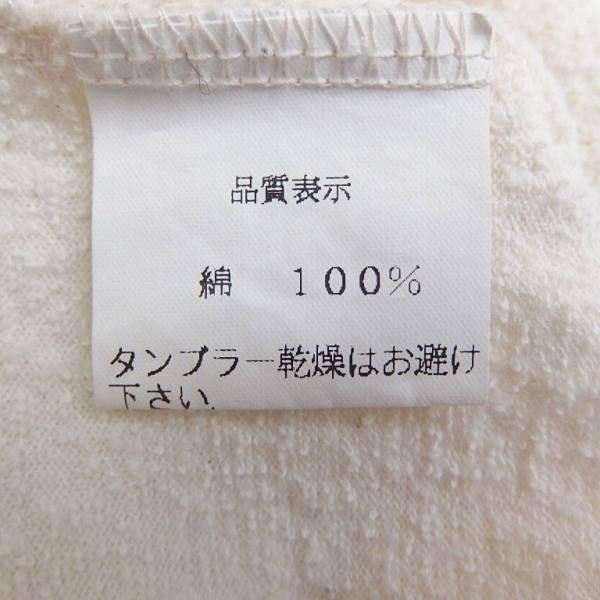 品質表示
綿　１００％
タンブラー乾燥はお避け
下さい.